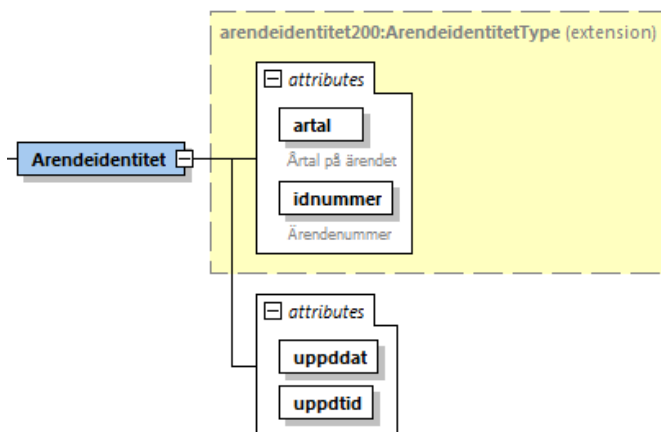 arendeidentitet200:ArendeidentitetType (extension)
attributes
artal
Årtal på ärendet
Arendeidentitet
idnummer
Ärendenummer
attributes
uppddat
uppdtid